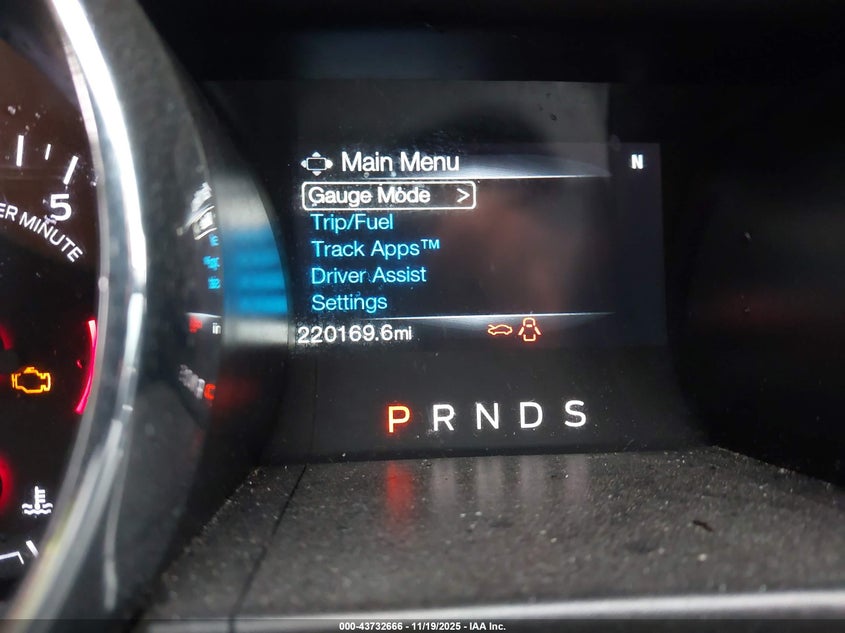 Main Menu
N
Gauge Mode >
Trip/Fuel
Track Apps™
Driver Assist
Settings
220169.6mi
P R N D S
5
ER MINUTE
000-43732666 - 11/19/2025 - IAA Inc.